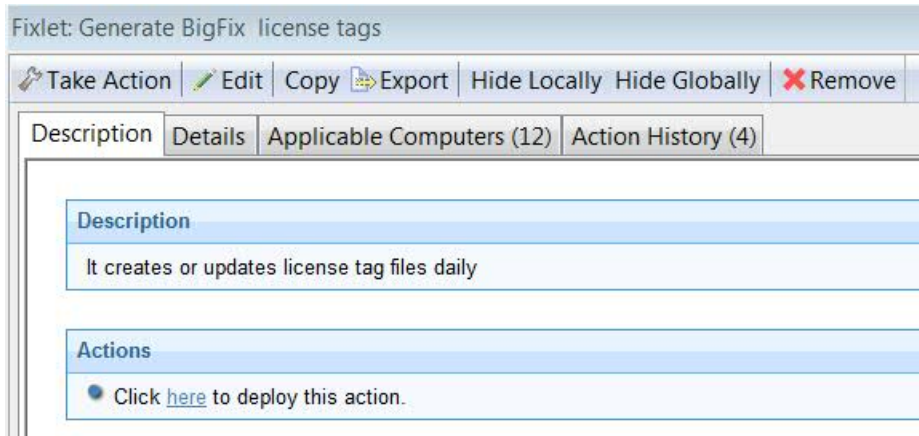 Fixlet: Generate BigFix license tags
Take Action Edit Copy Export Hide Locally Hide Globally Remove
Description Details Applicable Computers (12) Action History (4)
Description
It creates or updates license tag files daily
Actions
Click here to deploy this action.